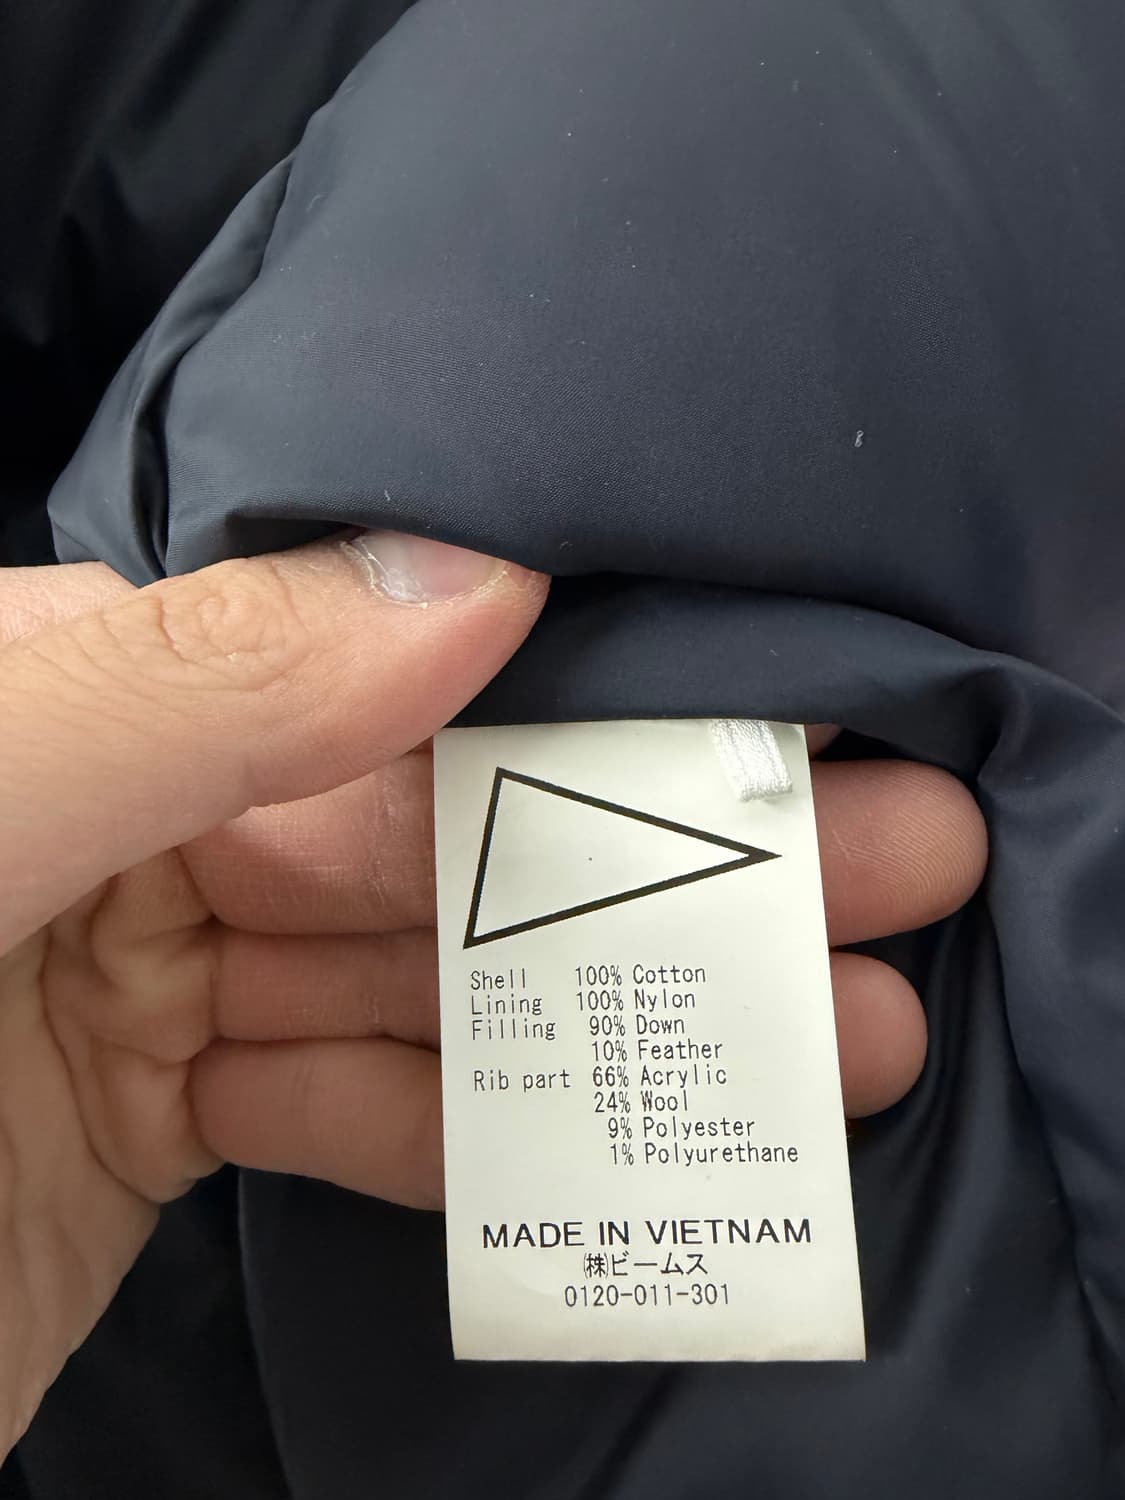 Shell 100% Cotton
Lining 100% Nylon
Filling 90% Down
10% Feather
Rib part 66% Acrylic
24% Wool
9% Polyester
1% Polyurethane
MADE IN VIETNAM
㈱ビームス
0120-011-301